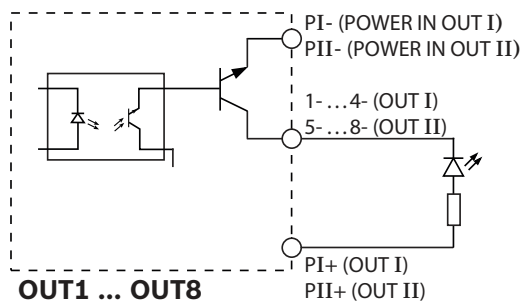 PI- (POWER IN OUT I)
PII- (POWER IN OUT II)
1- ...4- (OUT I)
5- ...8- (OUT II)
PI+ (OUT I)
PII+ (OUT II)
OUT1 ... OUT8